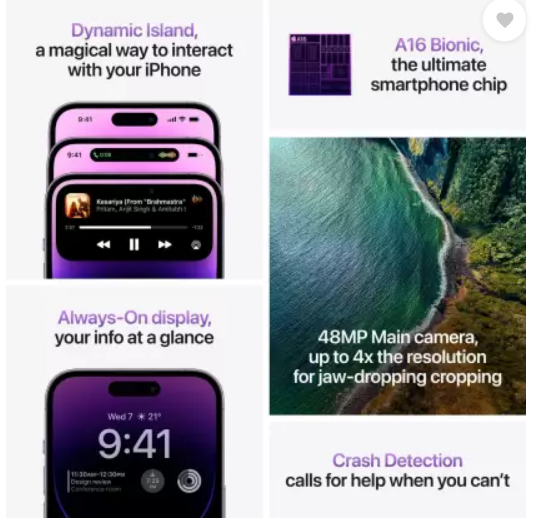 Dynamic Island,
a magical way to interact
with your iPhone
9:41
9:41
Kesariya (From "Brahmastra"
Pritam, Arijit Singh & Amitabh I
Always-On display,
your info at a glance
Wed 7 21°
9:41
11:30AM–12:30PM
Design review
Conference room
7:25
A16
A16 Bionic,
the ultimate
smartphone chip
48MP Main camera,
up to 4x the resolution
for jaw-dropping cropping
Crash Detection
calls for help when you can't